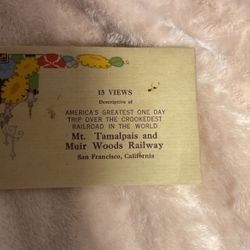 15 VIEWS
Descriptive of
AMERICA'S GREATEST ONE DAY
TRIP OVER THE CROOKEDEST
RAILROAD IN THE WORLD
Mt. Tamalpais and
Muir Woods Railway
San Francisco, California